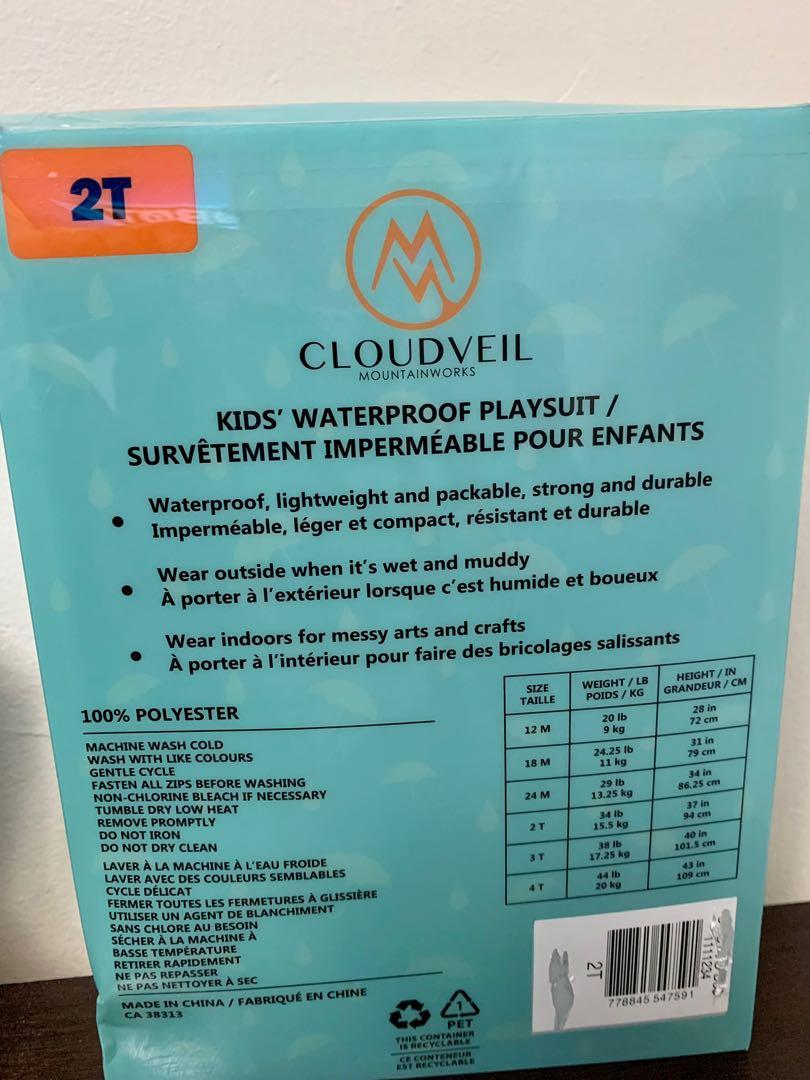 2T
CLOUDVEIL
MOUNTAINWORKS
KIDS' WATERPROOF PLAYSUIT /
SURVÊTEMENT IMPERMÉABLE POUR ENFANTS
• Waterproof, lightweight and packable, strong and durable
Imperméable, léger et compact, résistant et durable
• Wear outside when it's wet and muddy
À porter à l'extérieur lorsque c'est humide et boueux
• Wear indoors for messy arts and crafts
À porter à l'intérieur pour faire des bricolages salissants
100% POLYESTER
MACHINE WASH COLD
WASH WITH LIKE COLOURS
GENTLE CYCLE
FASTEN ALL ZIPS BEFORE WASHING
NON-CHLORINE BLEACH IF NECESSARY
TUMBLE DRY LOW HEAT
REMOVE PROMPTLY
DO NOT IRON
DO NOT DRY CLEAN
LAVER À LA MACHINE À L'EAU FROIDE
LAVER AVEC DES COULEURS SEMBLABLES
CYCLE DÉLICAT
FERMER TOUTES LES FERMETURES À GLISSIÈRE
UTILISER UN AGENT DE BLANCHIMENT
SANS CHLORE AU BESOIN
SÉCHER À LA MACHINE À
BASSE TEMPÉRATURE
RETIRER RAPIDEMENT
NE PAS REPASSER
NE PAS NETTOYER À SEC
MADE IN CHINA / FABRIQUÉ EN CHINE
CA 38313
SIZE WEIGHT / LB HEIGHT / IN
TAILLE POIDS / KG GRANDEUR / CM
12 M 20 lb 28 in
9 kg 72 cm
18 M 24.25 lb 31 in
11 kg 79 cm
24 M 29 lb 34 in
13.25 kg 86.25 cm
2 T 34 lb 37 in
15.5 kg 94 cm
3 T 38 lb 40 in
17.25 kg 101.5 cm
4 T 44 lb 43 in
20 kg 109 cm
1
PET
THIS CONTAINER
IS RECYCLABLE
CE CONTENEUR
EST RECYCLABLE
2T
1111234
778845 547591